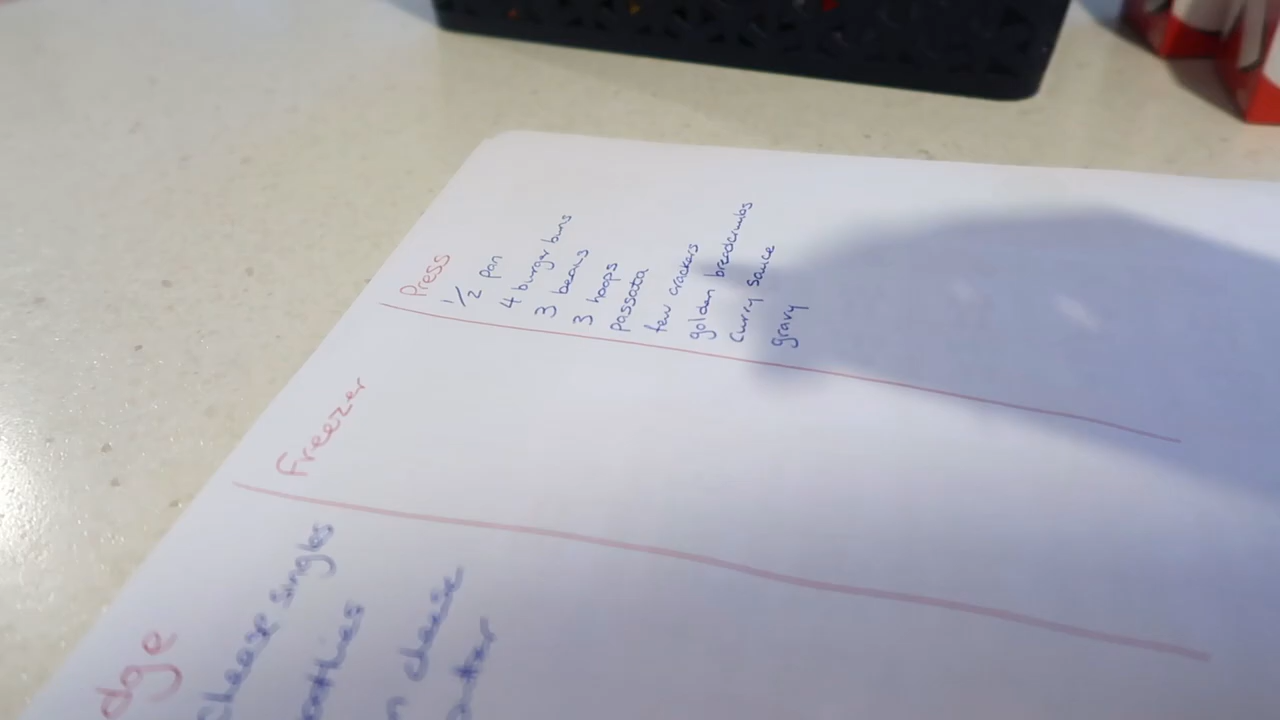 Press
1/2 pan
4 burger buns
3 beans
3 hoops
passata
few crackers
golden breadcrumbs
curry sauce
gravy
Freezer
dge
cheese singles
cheese